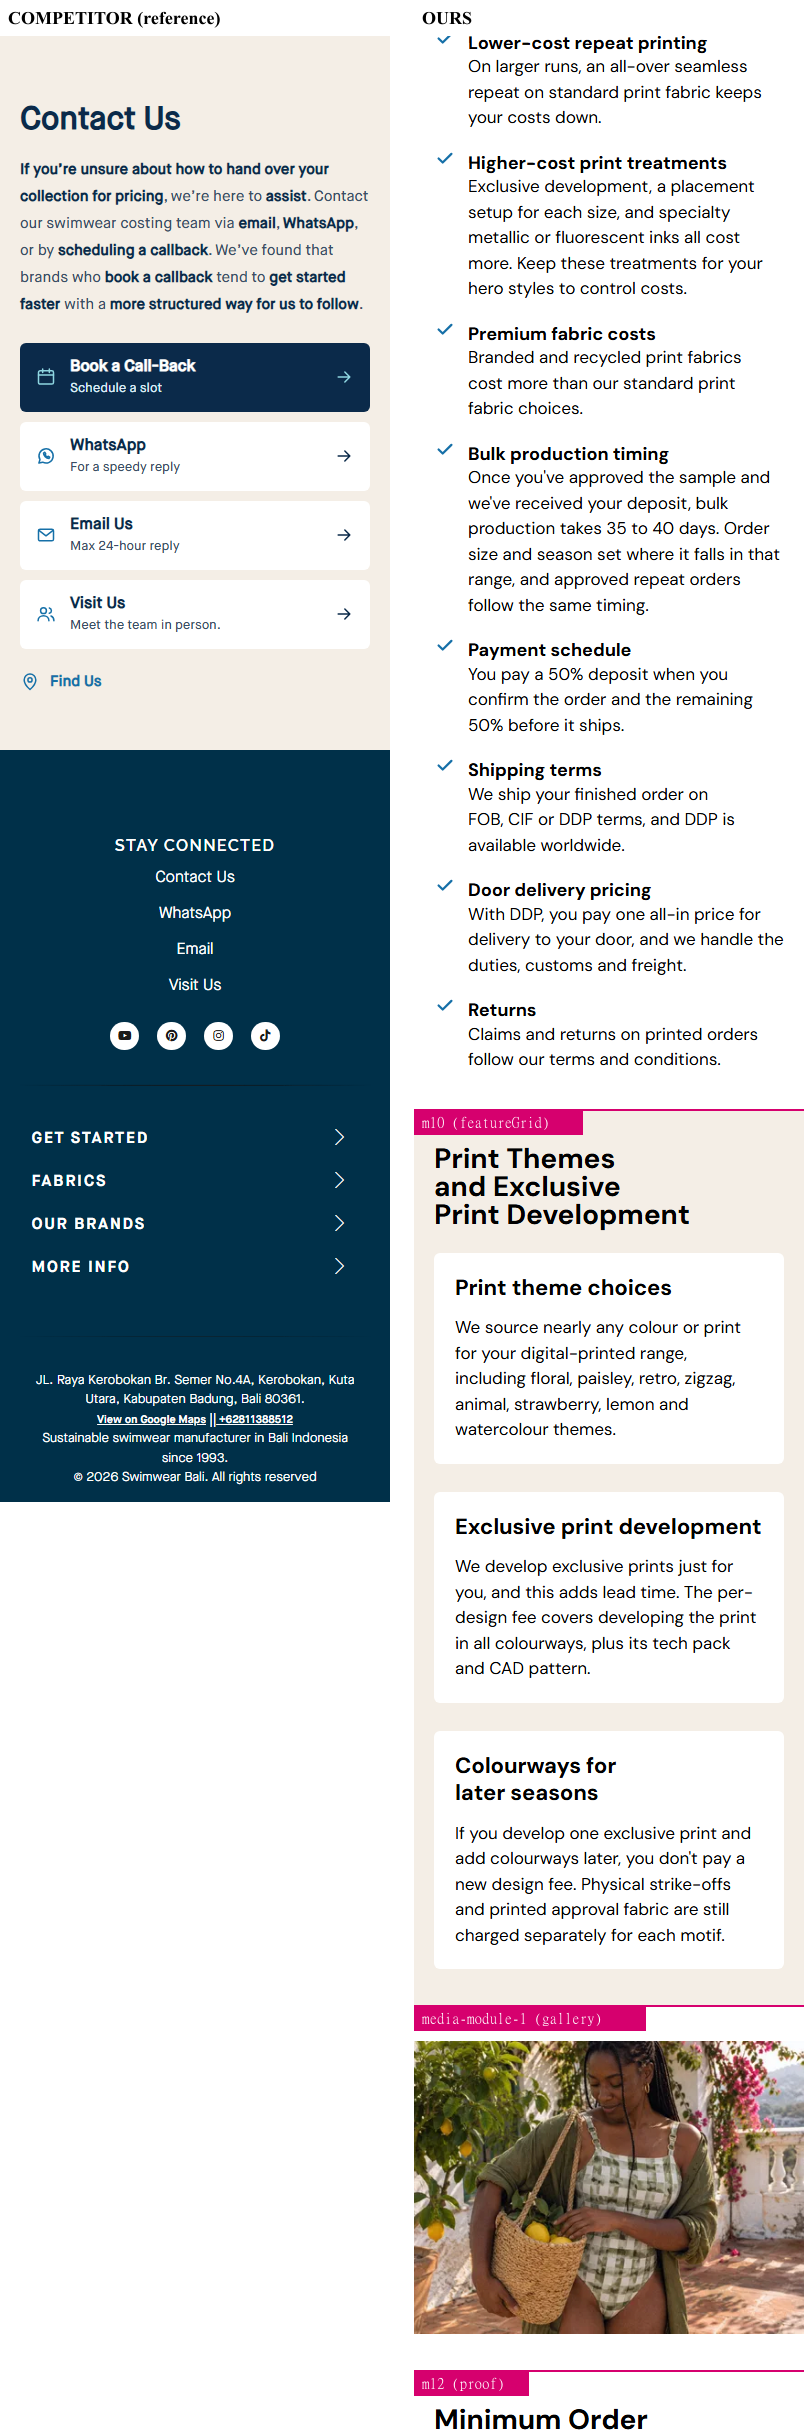 COMPETITOR (reference)
Contact Us
If you're unsure about how to hand over your
collection for pricing, we're here to assist. Contact
our swimwear costing team via email, WhatsApp,
or by scheduling a callback. We've found that
brands who book a callback tend to get started
faster with a more structured way for us to follow.
Book a Call-Back
Schedule a slot
WhatsApp
For a speedy reply
Email Us
Max 24-hour reply
Visit Us
Meet the team in person.
Find Us
STAY CONNECTED
Contact Us
WhatsApp
Email
Visit Us
GET STARTED
FABRICS
OUR BRANDS
MORE INFO
JL. Raya Kerobokan Br. Semer No.4A, Kerobokan, Kuta
Utara, Kabupaten Badung, Bali 80361.
View on Google Maps || +62811388512
Sustainable swimwear manufacturer in Bali Indonesia
since 1993.
© 2026 Swimwear Bali. All rights reserved
OURS
Lower-cost repeat printing
On larger runs, an all-over seamless
repeat on standard print fabric keeps
your costs down.
Higher-cost print treatments
Exclusive development, a placement
setup for each size, and specialty
metallic or fluorescent inks all cost
more. Keep these treatments for your
hero styles to control costs.
Premium fabric costs
Branded and recycled print fabrics
cost more than our standard print
fabric choices.
Bulk production timing
Once you've approved the sample and
we've received your deposit, bulk
production takes 35 to 40 days. Order
size and season set where it falls in that
range, and approved repeat orders
follow the same timing.
Payment schedule
You pay a 50% deposit when you
confirm the order and the remaining
50% before it ships.
Shipping terms
We ship your finished order on
FOB, CIF or DDP terms, and DDP is
available worldwide.
Door delivery pricing
With DDP, you pay one all-in price for
delivery to your door, and we handle the
duties, customs and freight.
Returns
Claims and returns on printed orders
follow our terms and conditions.
m10 (featureGrid)
Print Themes
and Exclusive
Print Development
Print theme choices
We source nearly any colour or print
for your digital-printed range,
including floral, paisley, retro, zigzag,
animal, strawberry, lemon and
watercolour themes.
Exclusive print development
We develop exclusive prints just for
you, and this adds lead time. The per-
design fee covers developing the print
in all colourways, plus its tech pack
and CAD pattern.
Colourways for
later seasons
If you develop one exclusive print and
add colourways later, you don't pay a
new design fee. Physical strike-offs
and printed approval fabric are still
charged separately for each motif.
media-module-1 (gallery)
m12 (proof)
Minimum Order